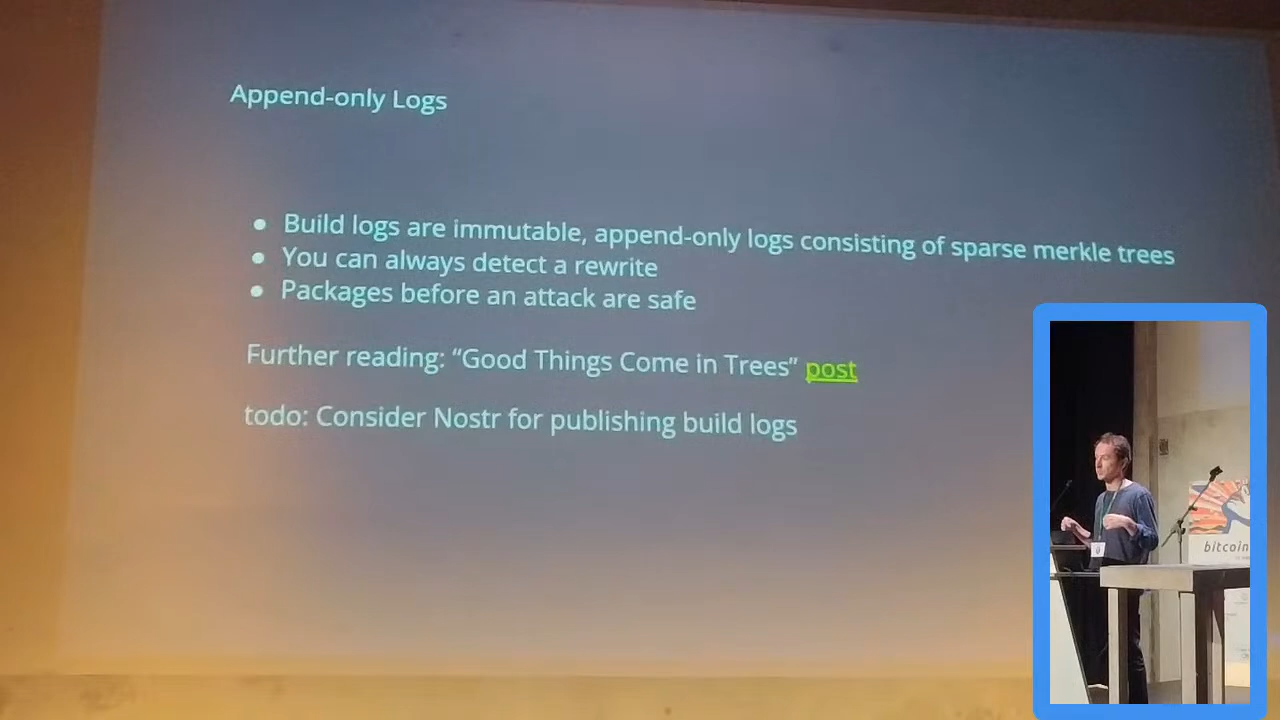 Append-only Logs
● Build logs are immutable, append-only logs consisting of sparse merkle trees
● You can always detect a rewrite
● Packages before an attack are safe
Further reading: “Good Things Come in Trees” post
todo: Consider Nostr for publishing build logs
bitcoin